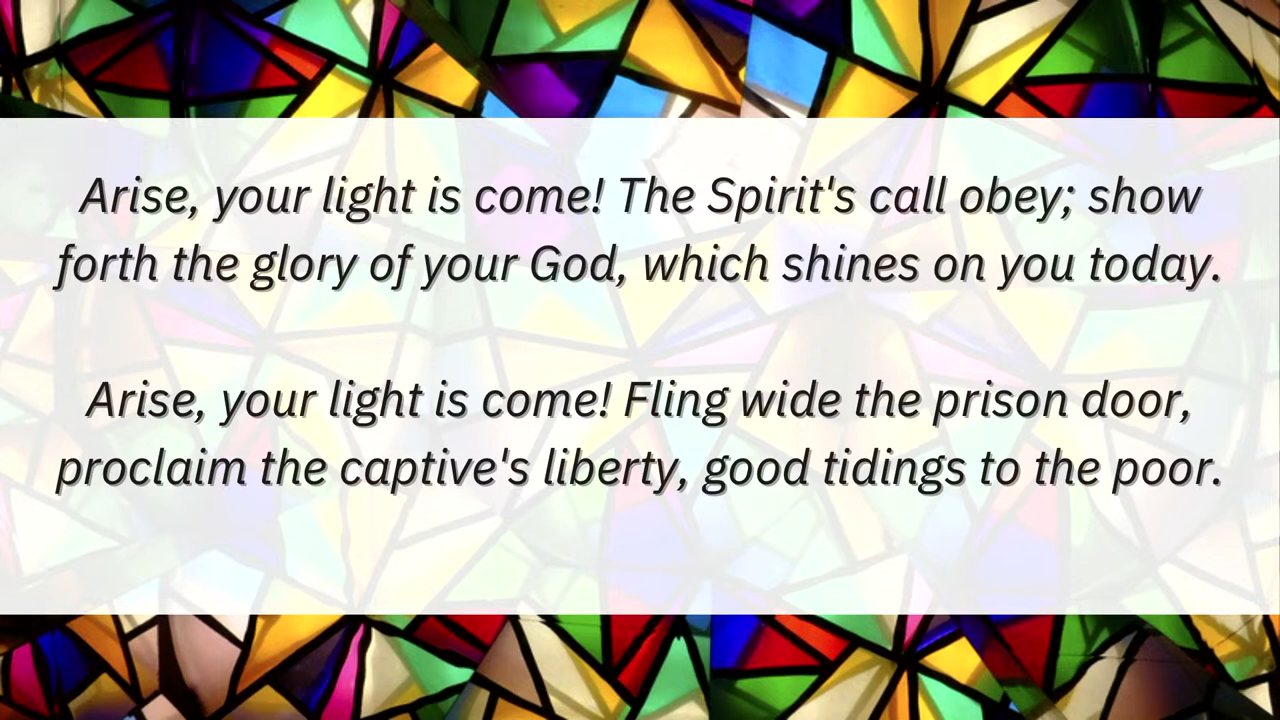 Arise, your light is come! The Spirit's call obey; show
forth the glory of your God, which shines on you today.
Arise, your light is come! Fling wide the prison door,
proclaim the captive's liberty, good tidings to the poor.